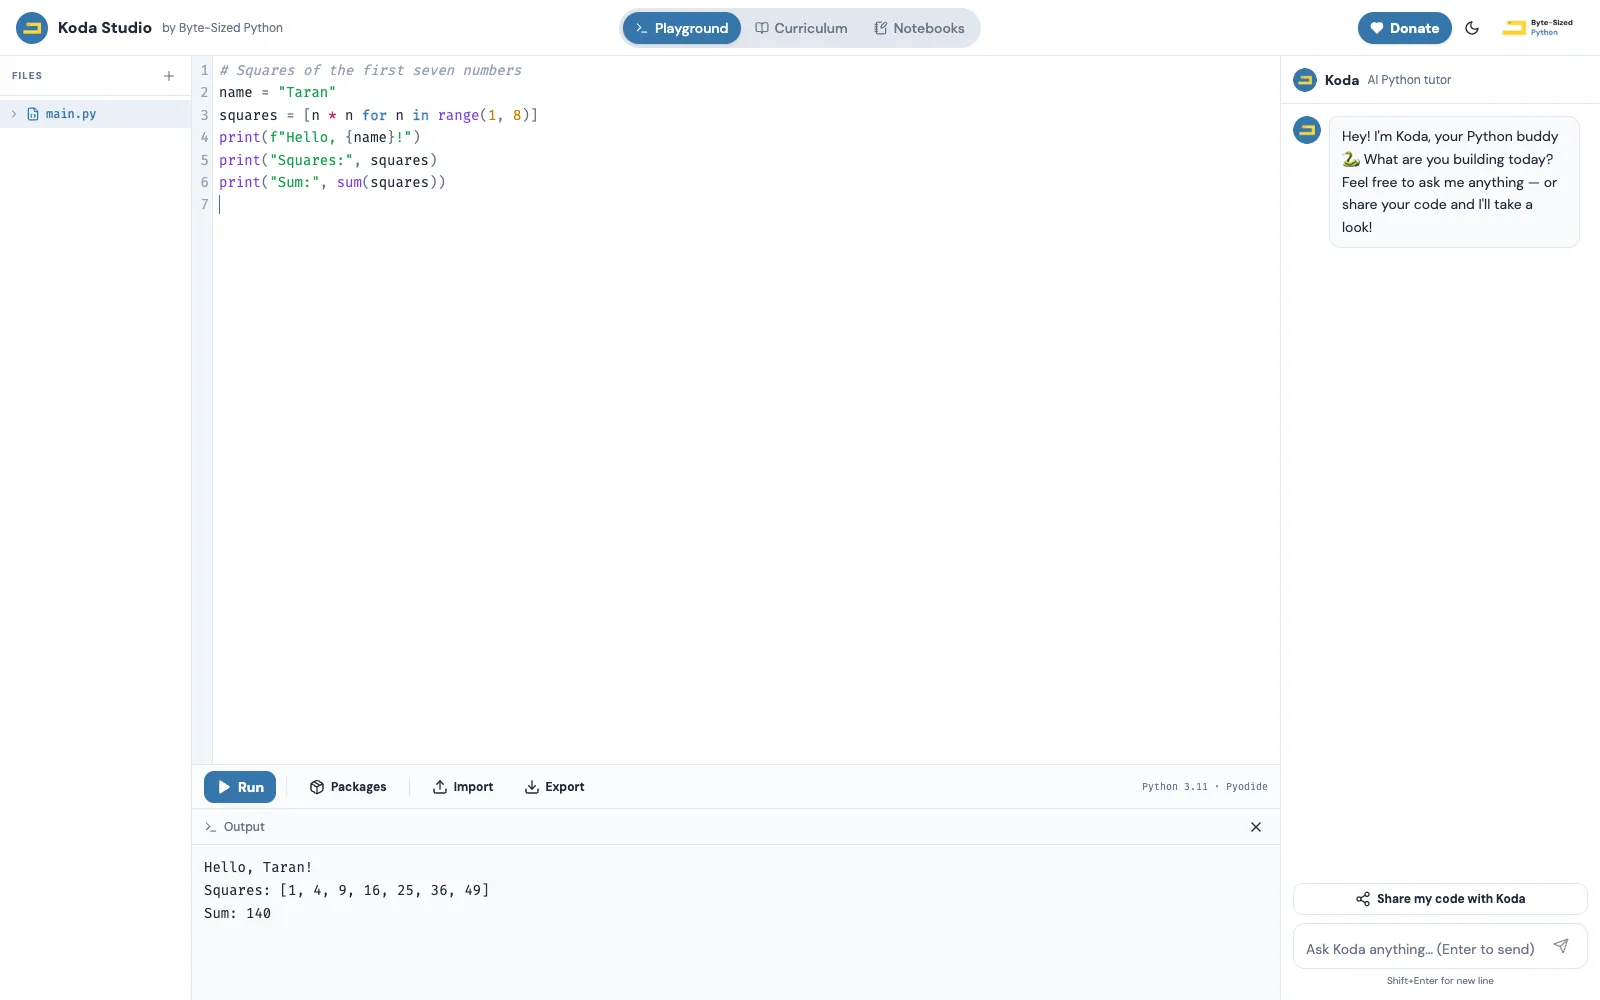 Koda Studio by Byte-Sized Python
Playground
Curriculum
Notebooks
Donate
Byte-Sized
Python
FILES
main.py
1 # Squares of the first seven numbers
2 name = "Taran"
3 squares = [n * n for n in range(1, 8)]
4 print(f"Hello, {name}!")
5 print("Squares:", squares)
6 print("Sum:", sum(squares))
7
Run
Packages
Import
Export
Python 3.11 · Pyodide
Output
Hello, Taran!
Squares: [1, 4, 9, 16, 25, 36, 49]
Sum: 140
Koda AI Python tutor
Hey! I'm Koda, your Python buddy
🐍 What are you building today?
Feel free to ask me anything — or
share your code and I'll take a
look!
Share my code with Koda
Ask Koda anything... (Enter to send)
Shift+Enter for new line